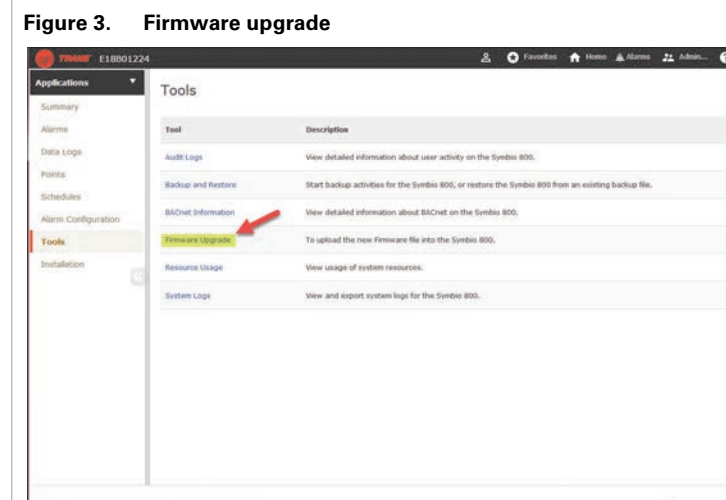 Figure 3. Firmware upgrade
TRANE E18801224 Favorites Home Alarms Admin...
Applications
Tools
Summary
Alarms
Tool Description
Data Logs
Audit Logs View detailed information about user activity on the Symbio 800.
Points
Backup and Restore Start backup activities for the Symbio 800, or restore the Symbio 800 from an existing backup file.
Schedules
BACnet Information View detailed information about BACnet on the Symbio 800.
Alarm Configuration
Tools
Firmware Upgrade To upload the new Firmware file into the Symbio 800.
Installation
Resource Usage View usage of system resources.
System Logs View and export system logs for the Symbio 800.